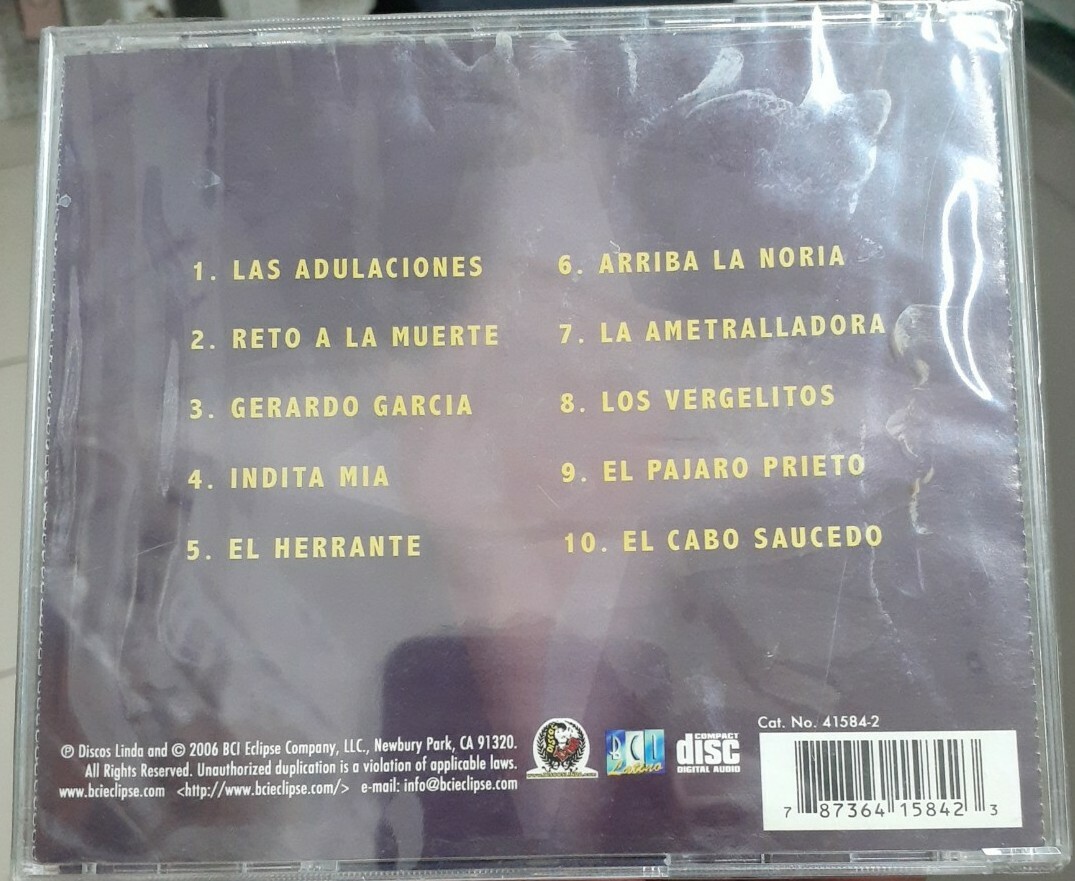 1. LAS ADULACIONES
2. RETO A LA MUERTE
3. GERARDO GARCIA
4. INDITA MIA
5. EL HERRANTE
6. ARRIBA LA NORIA
7. LA AMETRALLADORA
8. LOS VERGELITOS
9. EL PAJARO PRIETO
10. EL CABO SAUCEDO
℗ Discos Linda and © 2006 BCI Eclipse Company, LLC., Newbury Park, CA 91320.
All Rights Reserved. Unauthorized duplication is a violation of applicable laws.
www.bcieclipse.com <http://www.bcieclipse.com/> e-mail: info@bcieclipse.com
DISCOS
BCI
Latino
COMPACT
disc
DIGITAL AUDIO
Cat. No. 41584-2
7 87364 15842 3